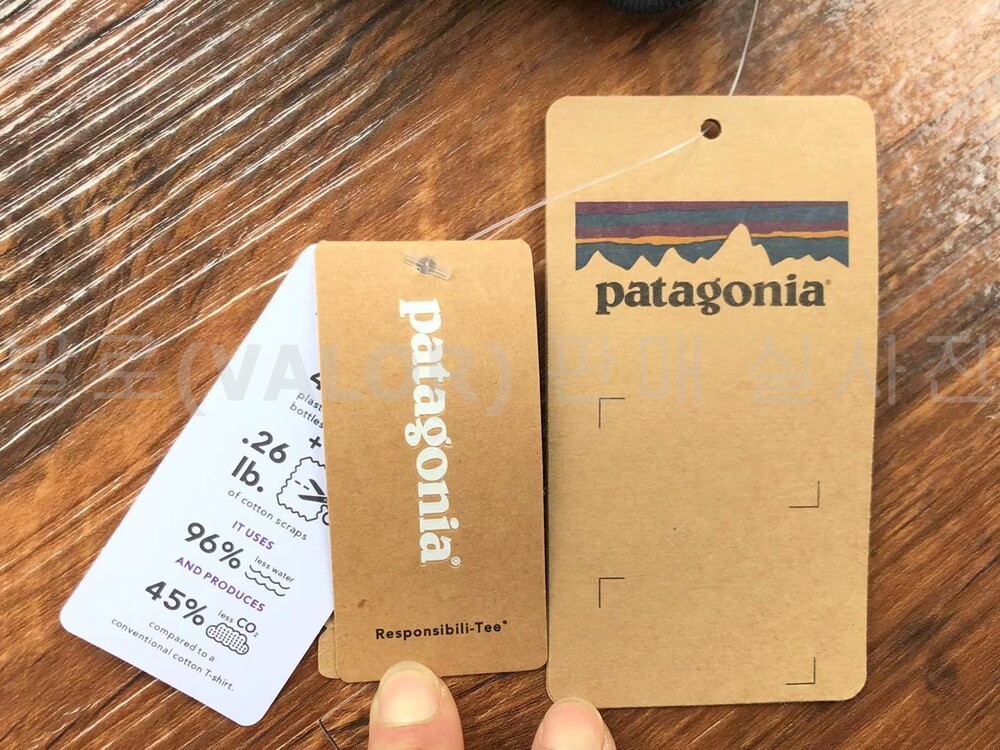 patagonia®
발로(VALOR) 판매 실사진
patagonia®
Responsibili-Tee®
bottles
+
.26
lb.
of cotton scraps
IT USES
96% less water
AND PRODUCES
45% less CO₂
compared to a
conventional cotton T-shirt.